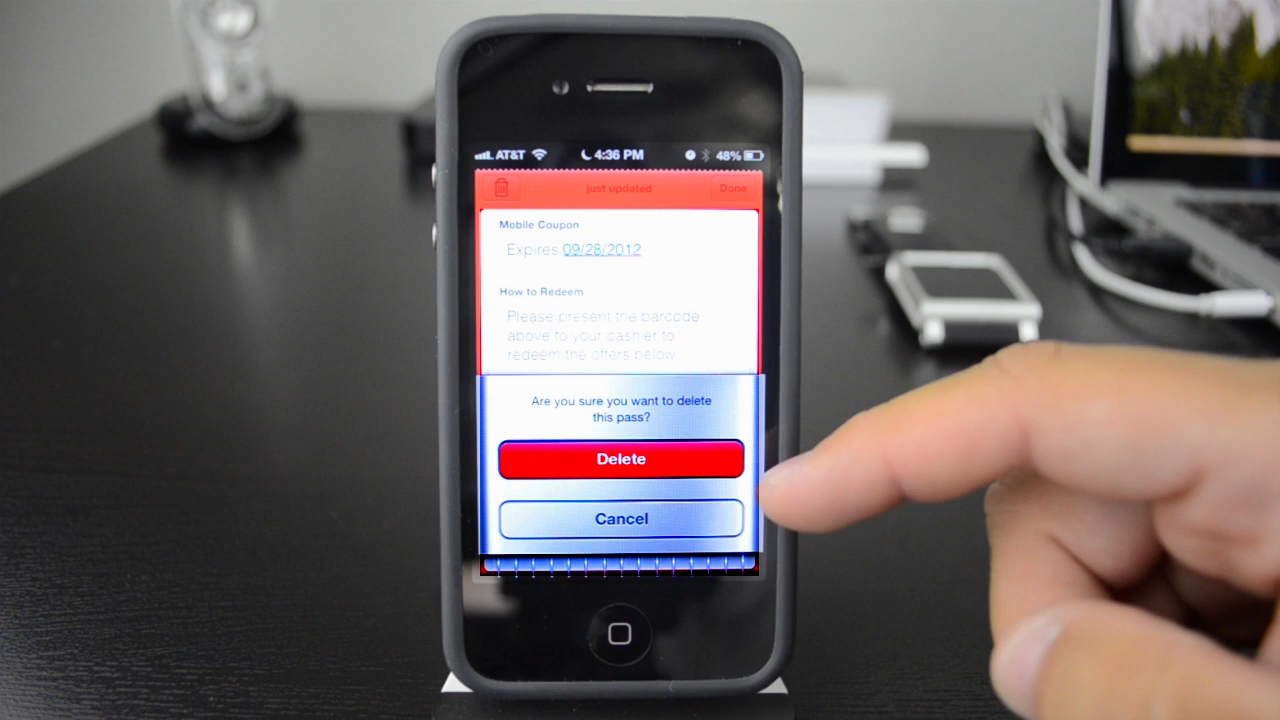 AT&T 4:36 PM 48%
just updated Done
Mobile Coupon
Expires 09/28/2012
How to Redeem
Please present the barcode
above to your cashier to
redeem the offers below
Are you sure you want to delete
this pass?
Delete
Cancel